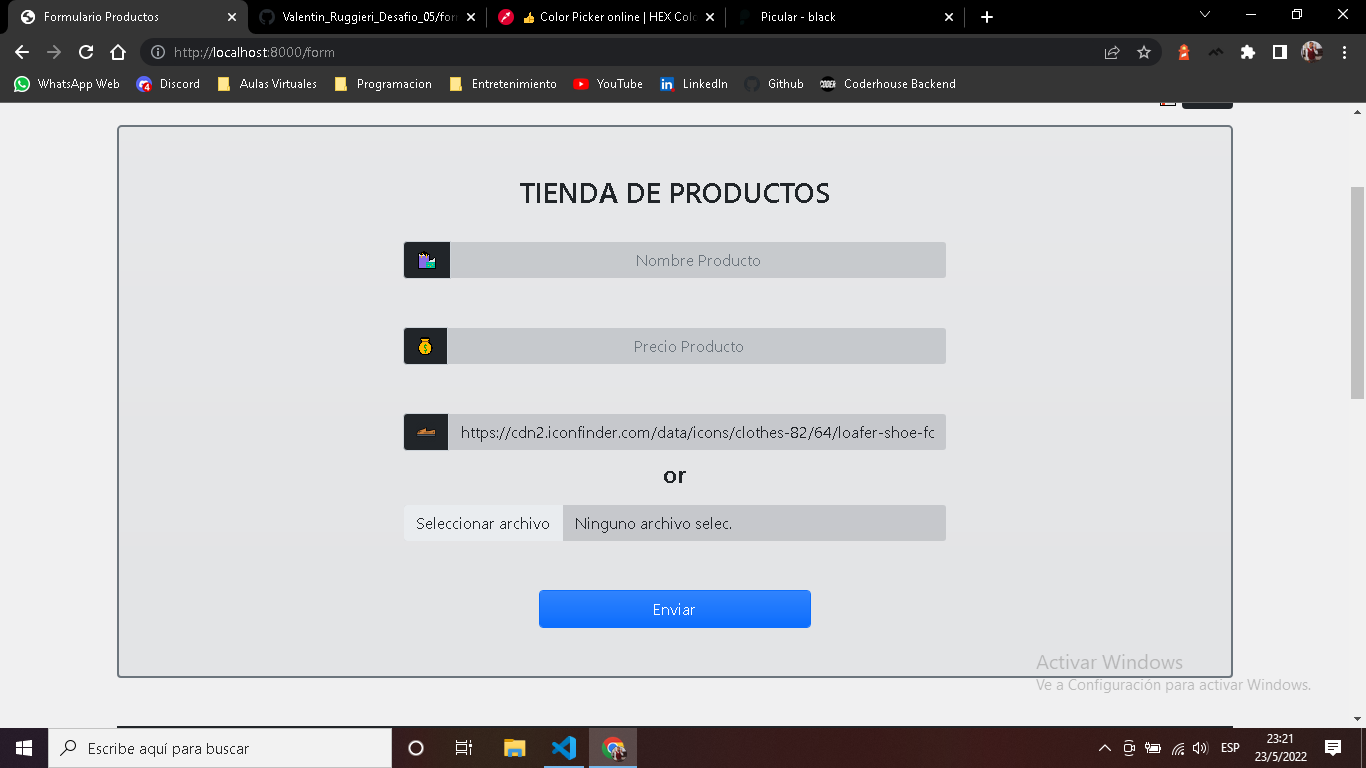 Formulario Productos
Valentin_Ruggieri_Desafio_05/forr
👍 Color Picker online | HEX Colo
Picular - black
http://localhost:8000/form
WhatsApp Web
Discord
Aulas Virtuales
Programacion
Entretenimiento
YouTube
LinkedIn
Github
Coderhouse Backend
TIENDA DE PRODUCTOS
Nombre Producto
Precio Producto
https://cdn2.iconfinder.com/data/icons/clothes-82/64/loafer-shoe-fo
or
Seleccionar archivo
Ninguno archivo selec.
Enviar
Activar Windows
Ve a Configuración para activar Windows.
Escribe aquí para buscar
ESP
23:21
23/5/2022